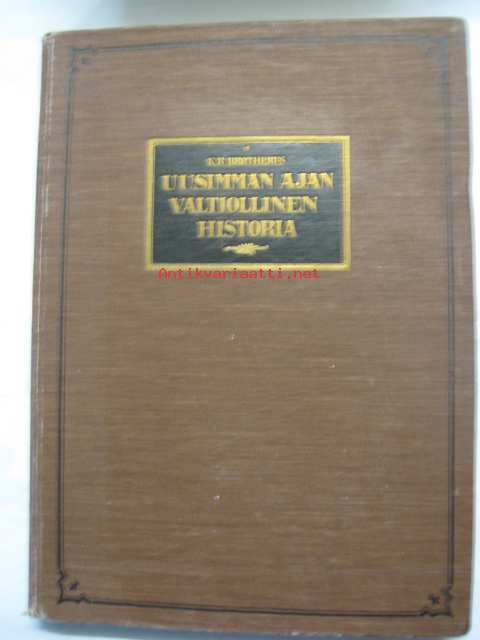 K.R. BROTHERUS
UUSIMMAN AJAN
VALTIOLLINEN
HISTORIA
Antikvariaatti.net